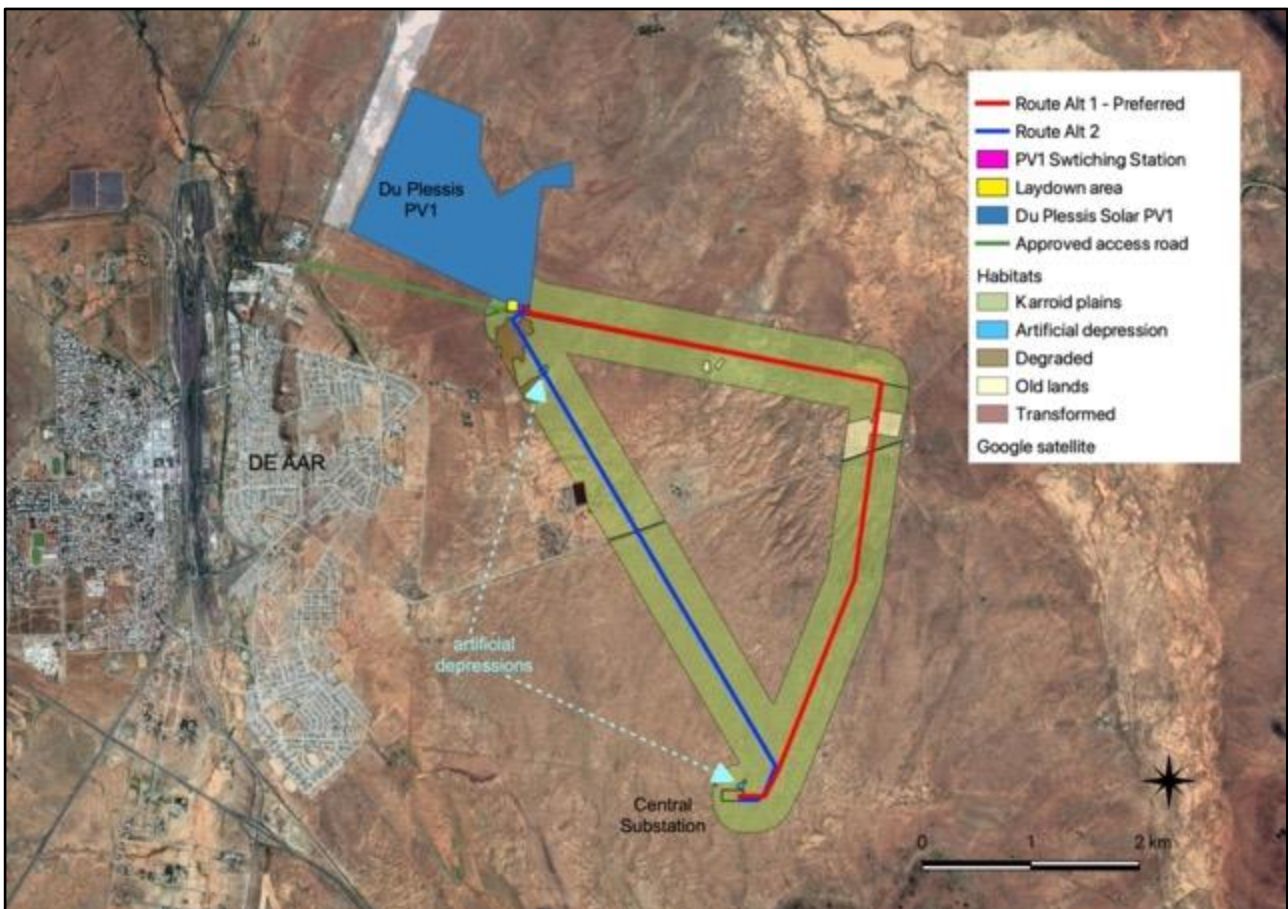 Route Alt 1 - Preferred
Route Alt 2
PV1 Swtiching Station
Laydown area
Du Plessis Solar PV1
Approved access road
Habitats
Karroid plains
Artificial depression
Degraded
Old lands
Transformed
Google satellite
Du Plessis
PV1
DE AAR
artificial
depressions
Central
Substation
0 1 2 km